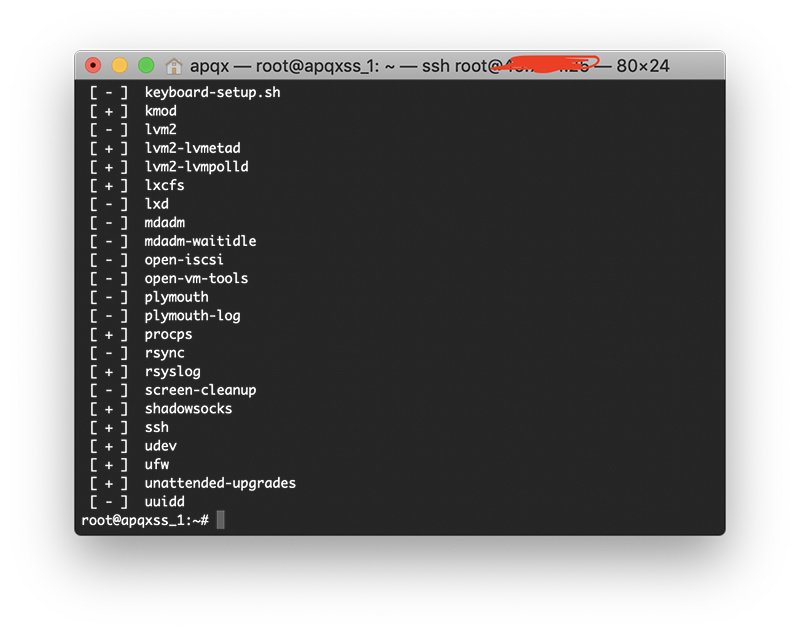 apqx — root@apqxss_1: ~ — ssh root@ — 80×24
[ - ]  keyboard-setup.sh
[ + ]  kmod
[ - ]  lvm2
[ + ]  lvm2-lvmetad
[ + ]  lvm2-lvmpolld
[ + ]  lxcfs
[ - ]  lxd
[ - ]  mdadm
[ - ]  mdadm-waitidle
[ - ]  open-iscsi
[ - ]  open-vm-tools
[ - ]  plymouth
[ - ]  plymouth-log
[ + ]  procps
[ - ]  rsync
[ + ]  rsyslog
[ - ]  screen-cleanup
[ + ]  shadowsocks
[ + ]  ssh
[ + ]  udev
[ + ]  ufw
[ + ]  unattended-upgrades
[ - ]  uuidd
root@apqxss_1:~#